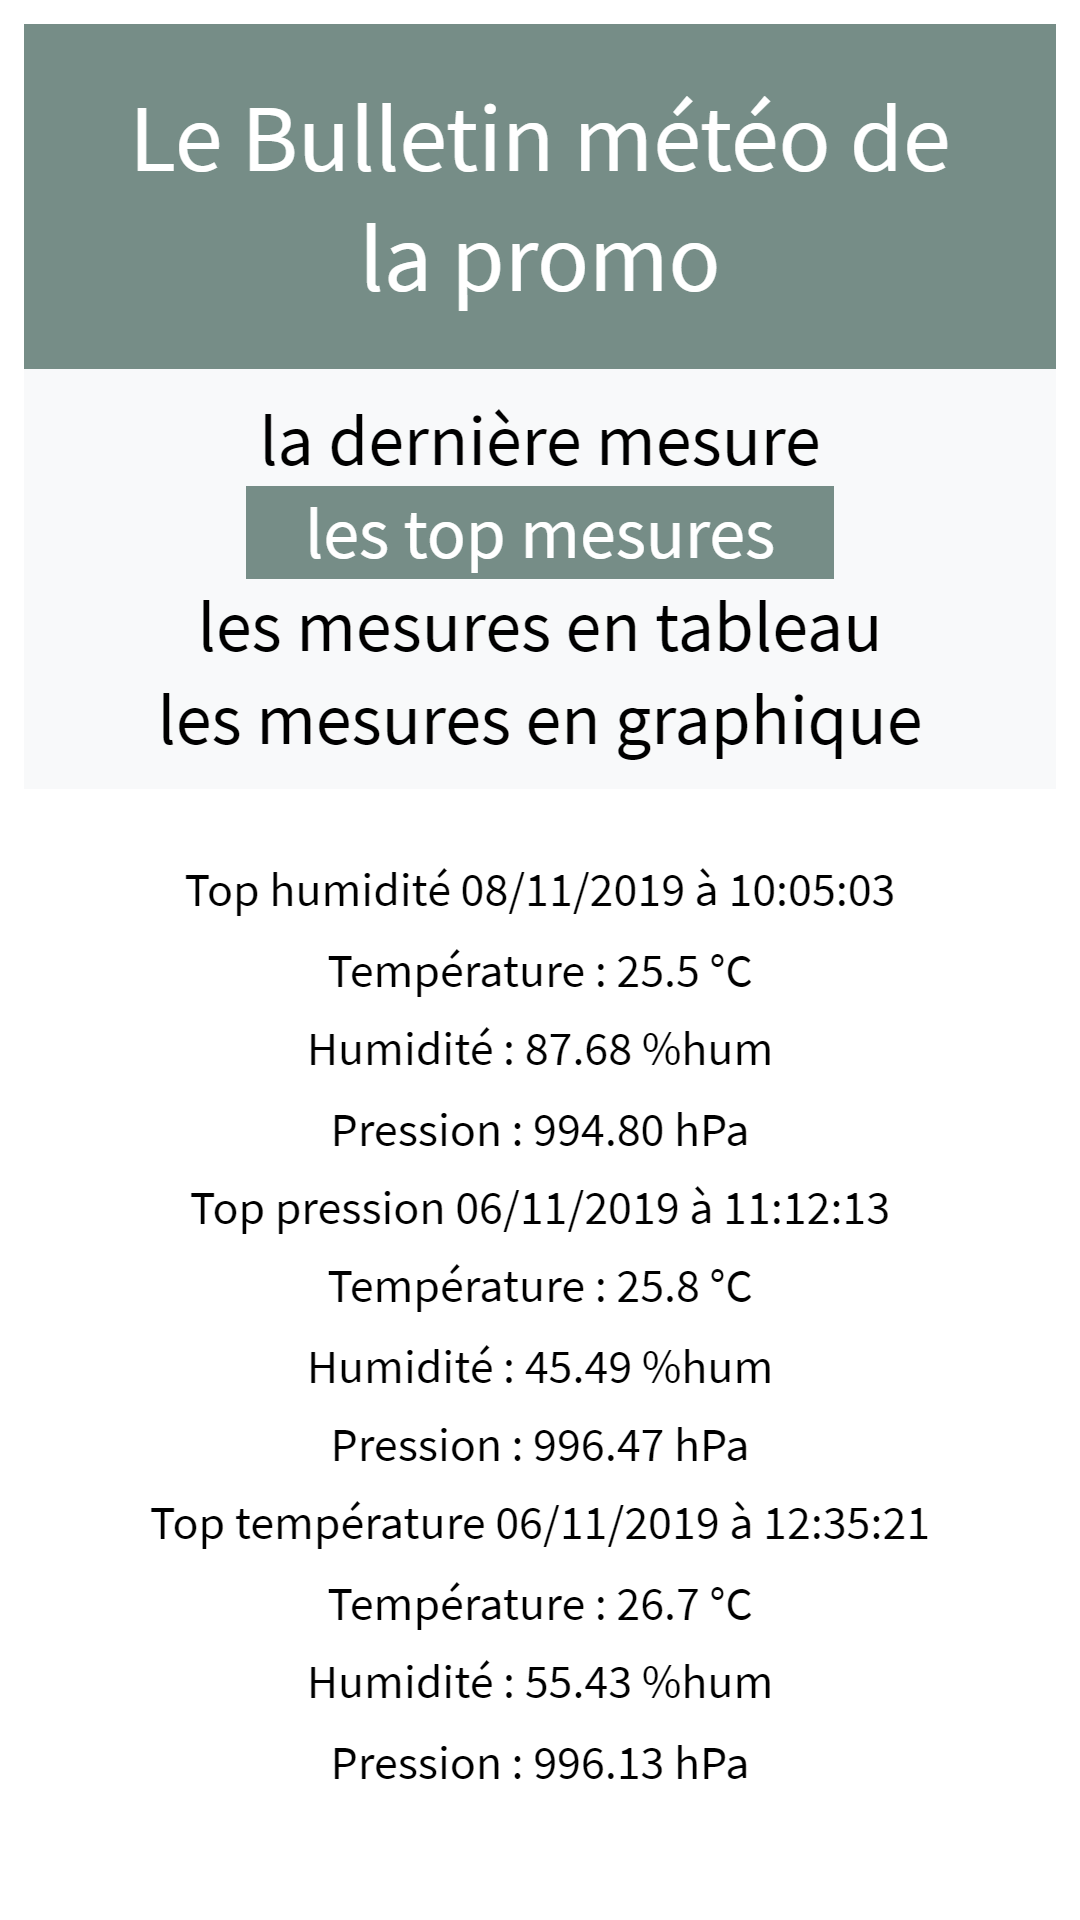 Le Bulletin météo de
la promo
la dernière mesure
les top mesures
les mesures en tableau
les mesures en graphique
Top humidité 08/11/2019 à 10:05:03
Température : 25.5 °C
Humidité : 87.68 %hum
Pression : 994.80 hPa
Top pression 06/11/2019 à 11:12:13
Température : 25.8 °C
Humidité : 45.49 %hum
Pression : 996.47 hPa
Top température 06/11/2019 à 12:35:21
Température : 26.7 °C
Humidité : 55.43 %hum
Pression : 996.13 hPa